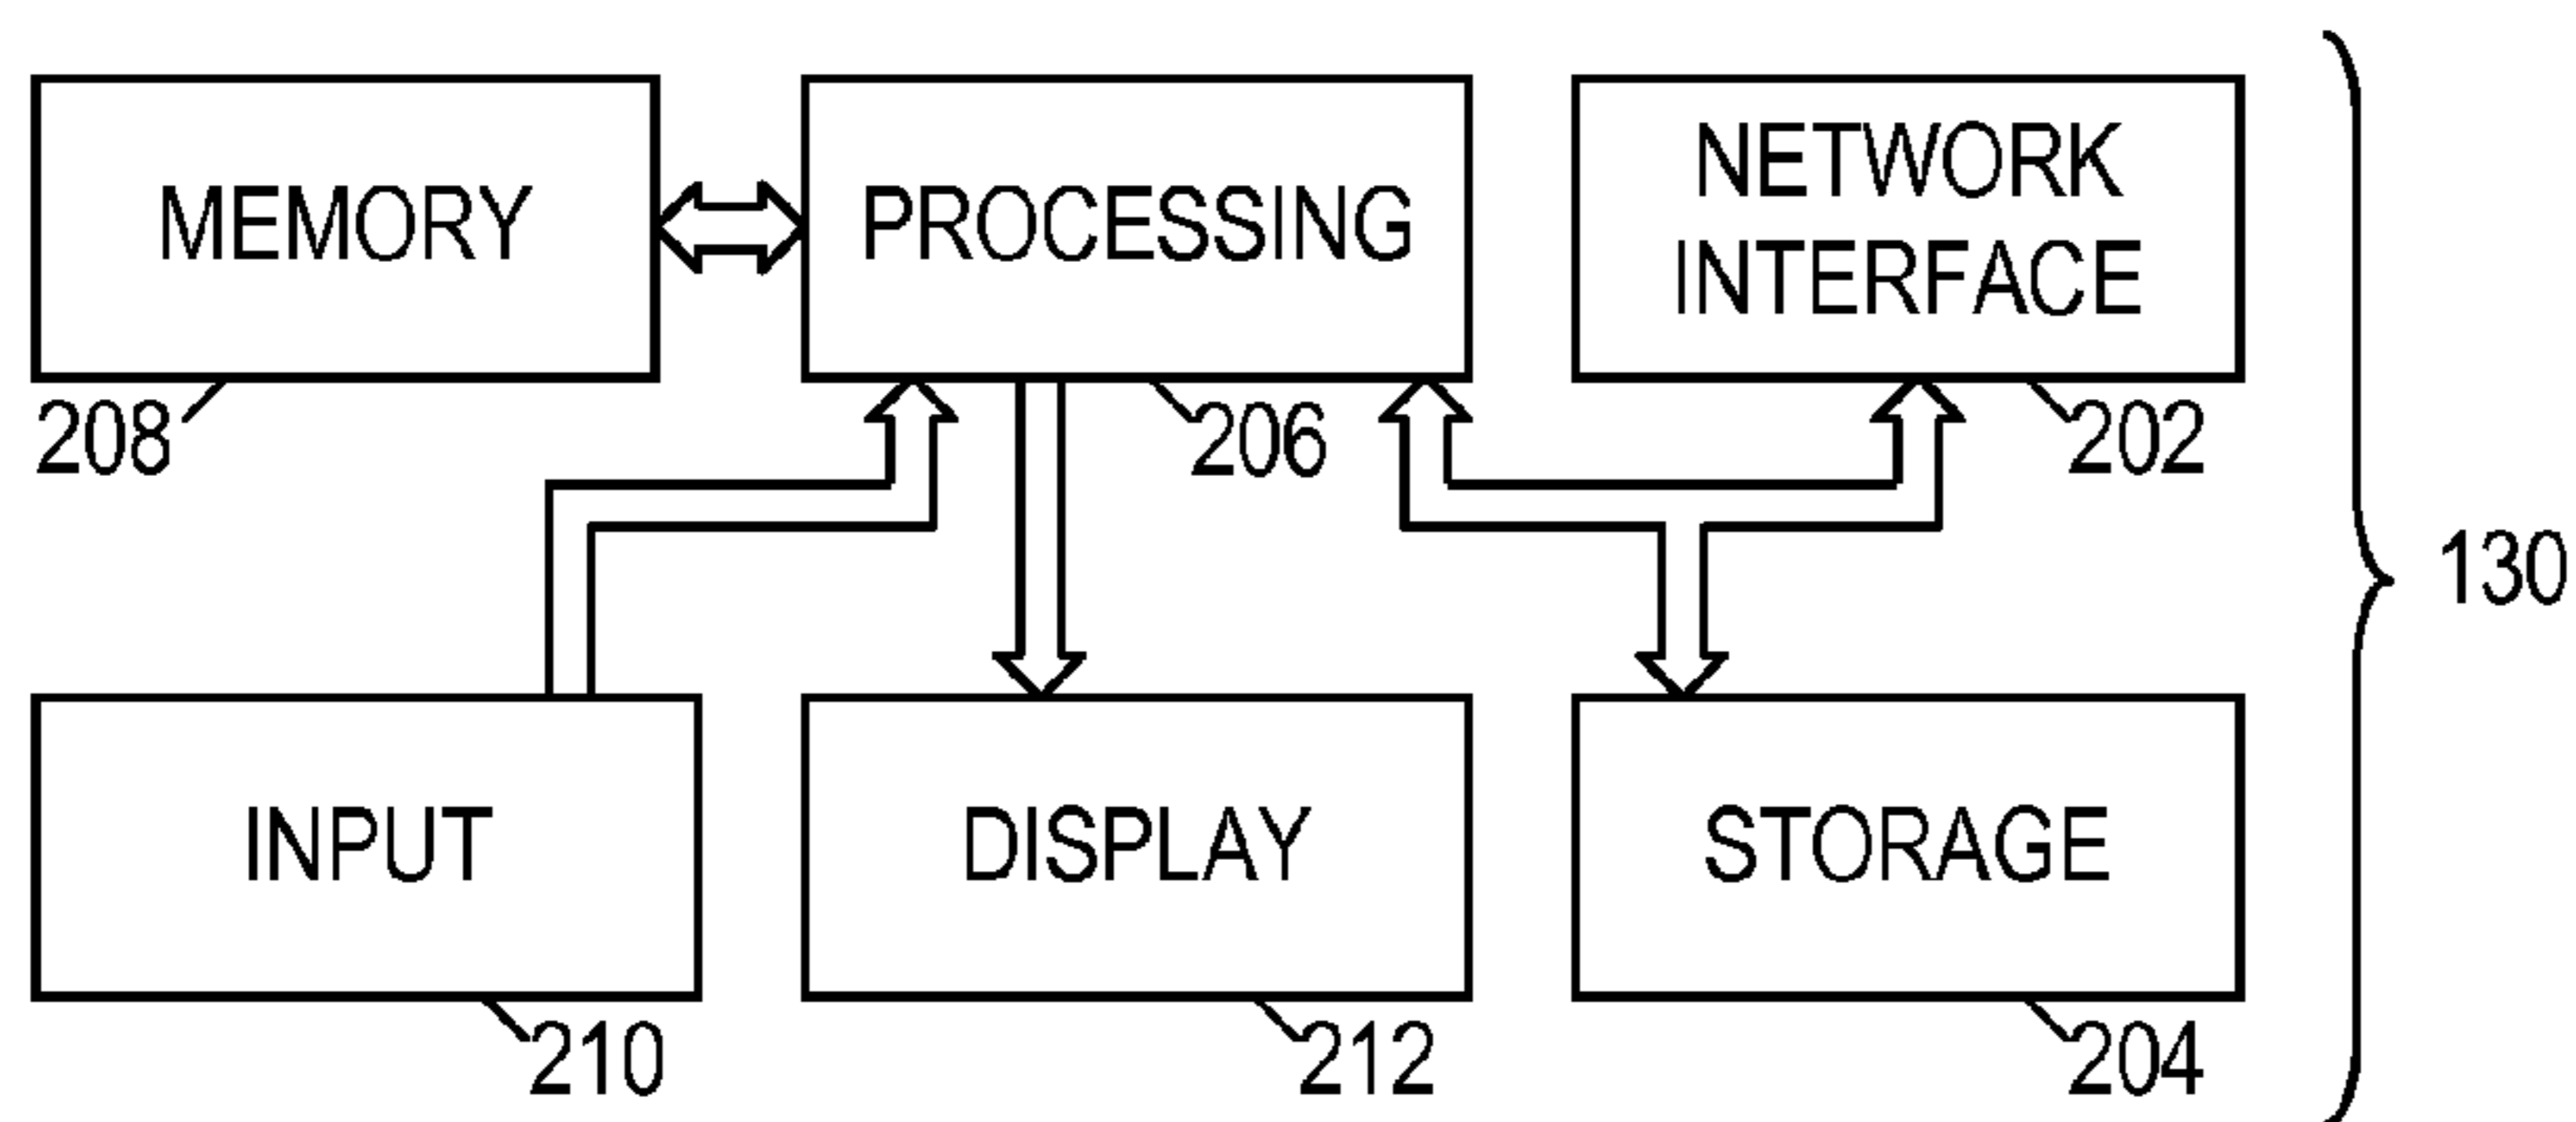 MEMORY
PROCESSING
NETWORK
INTERFACE
208
206
202
130
INPUT
DISPLAY
STORAGE
210
212
204